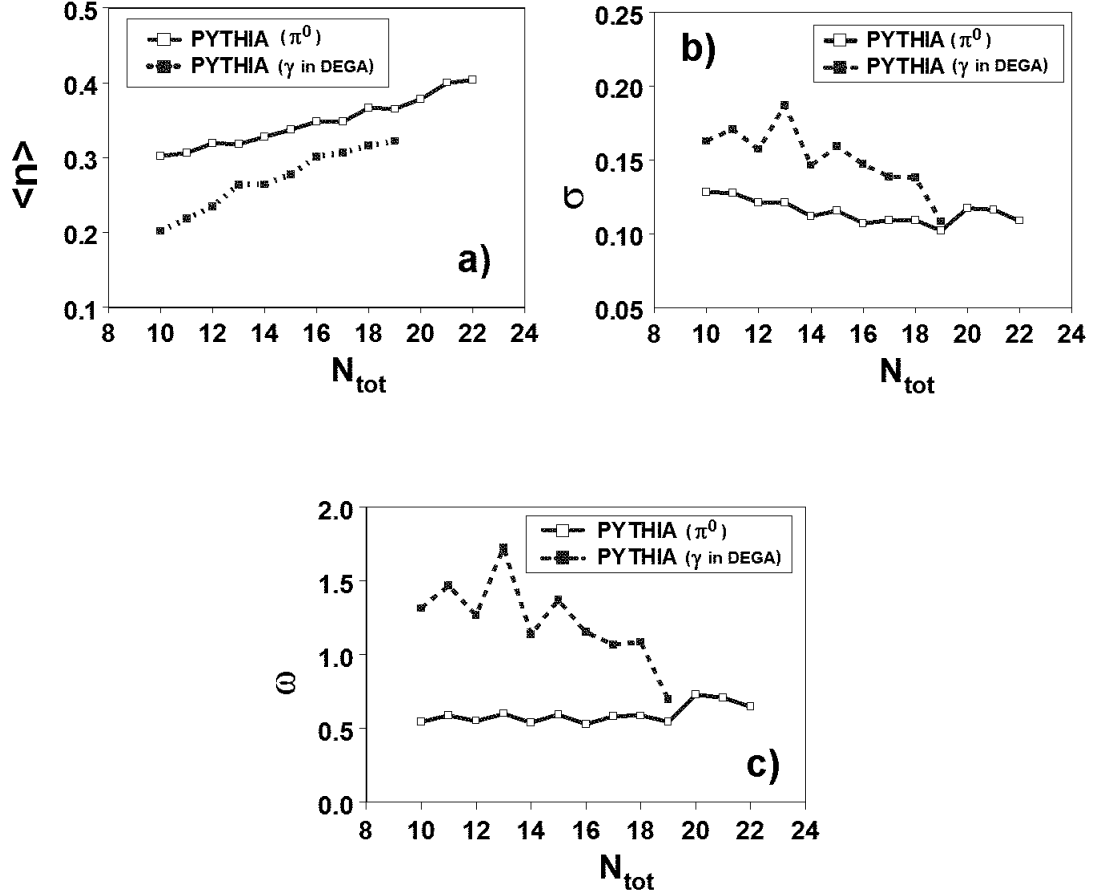 0.5
0.4
0.3
0.2
0.1
<n>
PYTHIA (π⁰)
PYTHIA (γ in DEGA)
a)
8 10 12 14 16 18 20 22 24
N_tot
b)
0.25
0.20
0.15
0.10
0.05
σ
PYTHIA (π⁰)
PYTHIA (γ in DEGA)
8 10 12 14 16 18 20 22 24
N_tot
2.0
1.5
1.0
0.5
0.0
ω
PYTHIA (π⁰)
PYTHIA (γ in DEGA)
c)
8 10 12 14 16 18 20 22 24
N_tot